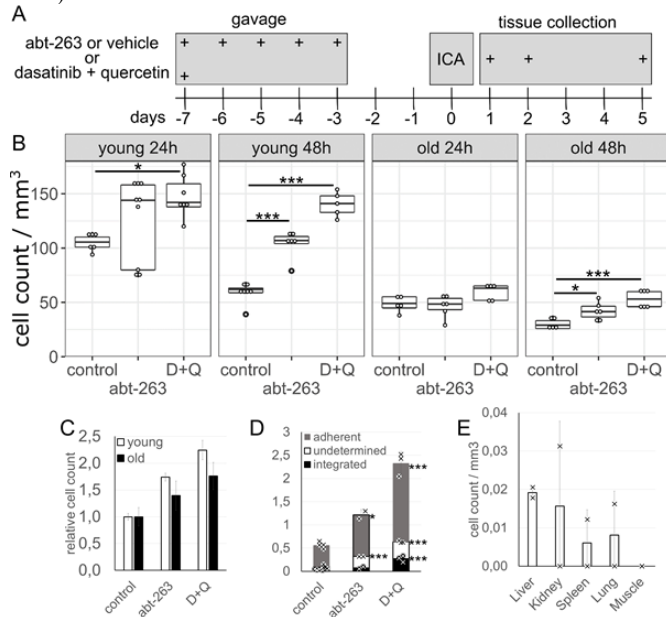 A
gavage
tissue collection
abt-263 or vehicle
or
dasatinib + quercetin
+ + + + +
+
ICA
+ + +
days
-7 -6 -5 -4 -3 -2 -1 0 1 2 3 4 5
B
young 24h
young 48h
old 24h
old 48h
cell count / mm³
150
100
50
0
*
***
***
***
*
control D+Q control D+Q control D+Q control D+Q
abt-263 abt-263 abt-263 abt-263
C
relative cell count
2,5
2,0
1,5
1,0
0,5
0,0
young
old
control
abt-263
D+Q
D
3
2,5
2
1,5
1
0,5
0
adherent
undetermined
integrated
*
***
***
***
***
control
abt-263
D+Q
E
cell count / mm3
0,04
0,03
0,02
0,01
0,00
Liver
Kidney
Spleen
Lung
Muscle